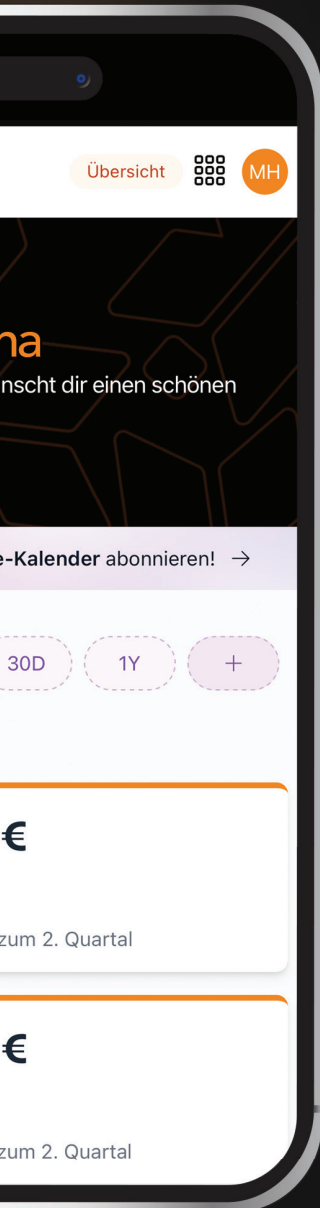 Übersicht
MH
na
nscht dir einen schönen
e-Kalender abonnieren! →
30D
1Y
+
€
zum 2. Quartal
€
zum 2. Quartal